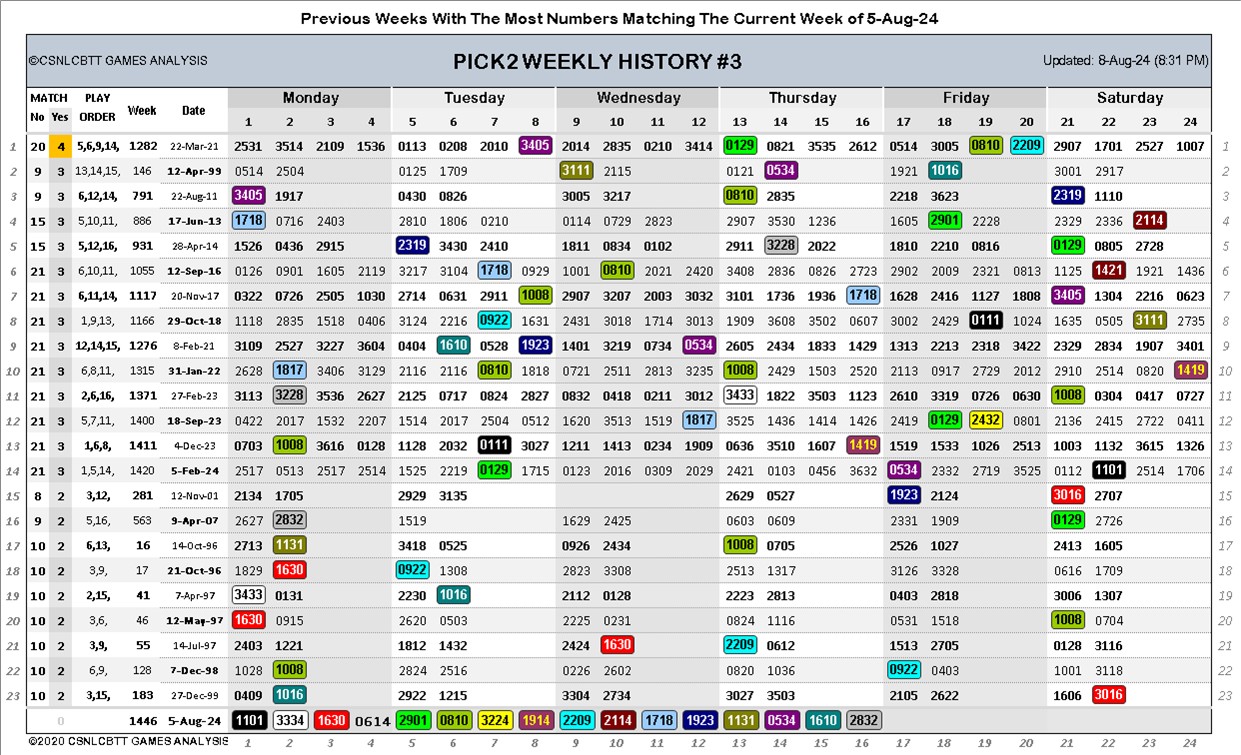 Previous Weeks With The Most Numbers Matching The Current Week of 5-Aug-24
©CSNLCBTT GAMES ANALYSIS PICK2 WEEKLY HISTORY #3 Updated: 8-Aug-24 (8:31 PM)
MATCH PLAY Week Date Monday Tuesday Wednesday Thursday Friday Saturday
No Yes ORDER 1 2 3 4 5 6 7 8 9 10 11 12 13 14 15 16 17 18 19 20 21 22 23 24
1 20 4 5,6,9,14, 1282 22-Mar-21 2531 3514 2109 1536 0113 0208 2010 3405 2014 2835 0210 3414 0129 0821 3535 2714 0514 3005 0810 2209 2907 1701 2527 1007 1
2 9 3 13,14,15, 146 12-Apr-99 0514 2504 0125 1709 3111 2115 0121 0534 1921 1016 3001 2917 2
3 9 3 6,12,14, 791 22-Aug-11 3405 1917 0430 0826 3005 3217 0810 2835 2218 3623 2319 1110 3
4 15 3 5,10,11, 886 17-Jun-13 1718 0716 2403 2810 1806 0210 0114 0729 2823 2907 3530 1236 1605 2901 2228 2329 2336 2114 4
5 15 3 5,12,16, 931 28-Apr-14 1526 0436 2915 2319 3430 2410 1811 0834 0102 2911 3228 2022 1810 2210 0816 0129 0805 2728 5
6 21 3 6,10,11, 1055 12-Sep-16 0126 0901 1605 2119 3217 3104 1718 0929 1001 0810 2021 2420 3408 2836 0826 2723 2902 2009 2321 0813 1125 1421 1921 1436 6
7 21 3 6,11,14, 1117 20-Nov-17 0322 0726 2505 1030 2714 0631 2911 1008 2907 3207 2003 3032 3101 1736 1936 1718 1628 2416 1127 1808 3405 1304 2216 0623 7
8 21 3 1,9,13, 1166 29-Oct-18 1118 2835 1518 0406 3124 2216 0922 1631 2431 3018 1714 3013 1909 3608 3502 0607 3002 2429 0111 1024 1635 0505 3111 2735 8
9 21 3 12,14,15, 1276 8-Feb-21 3109 2527 3227 3604 0404 1610 0528 1923 1401 3219 0734 0534 2605 2434 1833 1429 1313 2213 2318 3422 2329 2834 1907 3401 9
10 21 3 6,8,11, 1315 31-Jan-22 2628 1817 3406 3129 2116 2116 0810 1818 0721 2511 2813 3235 1008 2429 1503 2520 2113 0917 2729 2012 2910 2514 0820 1419 10
11 21 3 2,6,16, 1371 27-Feb-23 3113 3228 3536 2627 2125 0717 0824 2827 0832 0418 0211 3012 3433 1822 3503 1123 2610 3319 0726 0630 1008 0304 0417 0727 11
12 21 3 5,7,11, 1400 18-Sep-23 0422 2017 1532 2207 1514 2017 2504 0512 1620 3513 1519 1817 3525 1436 1414 1426 2419 0129 2432 0801 2136 2415 2722 0411 12
13 21 3 1,6,8, 1411 4-Dec-23 0703 1008 3616 0128 1128 2032 0111 3027 1211 1413 0234 1909 0636 3510 1607 1419 1519 1533 1026 2513 1003 1132 3615 1326 13
14 21 3 1,5,14, 1420 5-Feb-24 2517 0513 2517 2514 1525 2219 0129 1715 0123 2016 0309 2029 2421 0103 0456 3632 0534 2332 2719 3525 0112 1101 2514 1706 14
15 8 2 3,12, 281 12-Nov-01 2134 1705 2929 3135 2629 0527 1923 2124 3016 2707 15
16 9 2 5,16, 563 9-Apr-07 2627 2832 1519 1629 2425 0603 0609 2331 1909 0129 2726 16
17 10 2 6,13, 16 14-Oct-96 2713 1131 3418 0525 0926 2434 1008 0705 2526 1027 2413 1605 17
18 10 2 3,9, 17 21-Oct-96 1829 1630 0922 1308 2823 3308 2513 1317 3126 3328 0616 1709 18
19 10 2 2,15, 41 7-Apr-97 3433 0131 2230 1016 2112 0128 2223 2813 0403 2818 3006 1307 19
20 10 2 3,6, 46 12-May-97 1630 0915 2620 0503 2225 0231 0824 1116 0531 1518 1008 0704 20
21 10 2 3,9, 55 14-Jul-97 2403 1221 1812 1432 2424 1630 2209 0612 1513 2705 0128 3116 21
22 10 2 6,9, 128 7-Dec-98 1028 1008 2824 2516 0226 2602 0820 1036 0922 0403 1001 3118 22
23 10 2 3,15, 183 27-Dec-99 0409 1016 2922 1215 3304 2734 3027 3503 2105 2622 1606 3016 23
0 1446 5-Aug-24 1101 3334 1630 0614 2901 0810 3224 1914 2209 2114 1718 1923 1131 0534 1610 2832
©2020 CSNLCBTT GAMES ANALYSIS 1 2 3 4 5 6 7 8 9 10 11 12 13 14 15 16 17 18 19 20 21 22 23 24